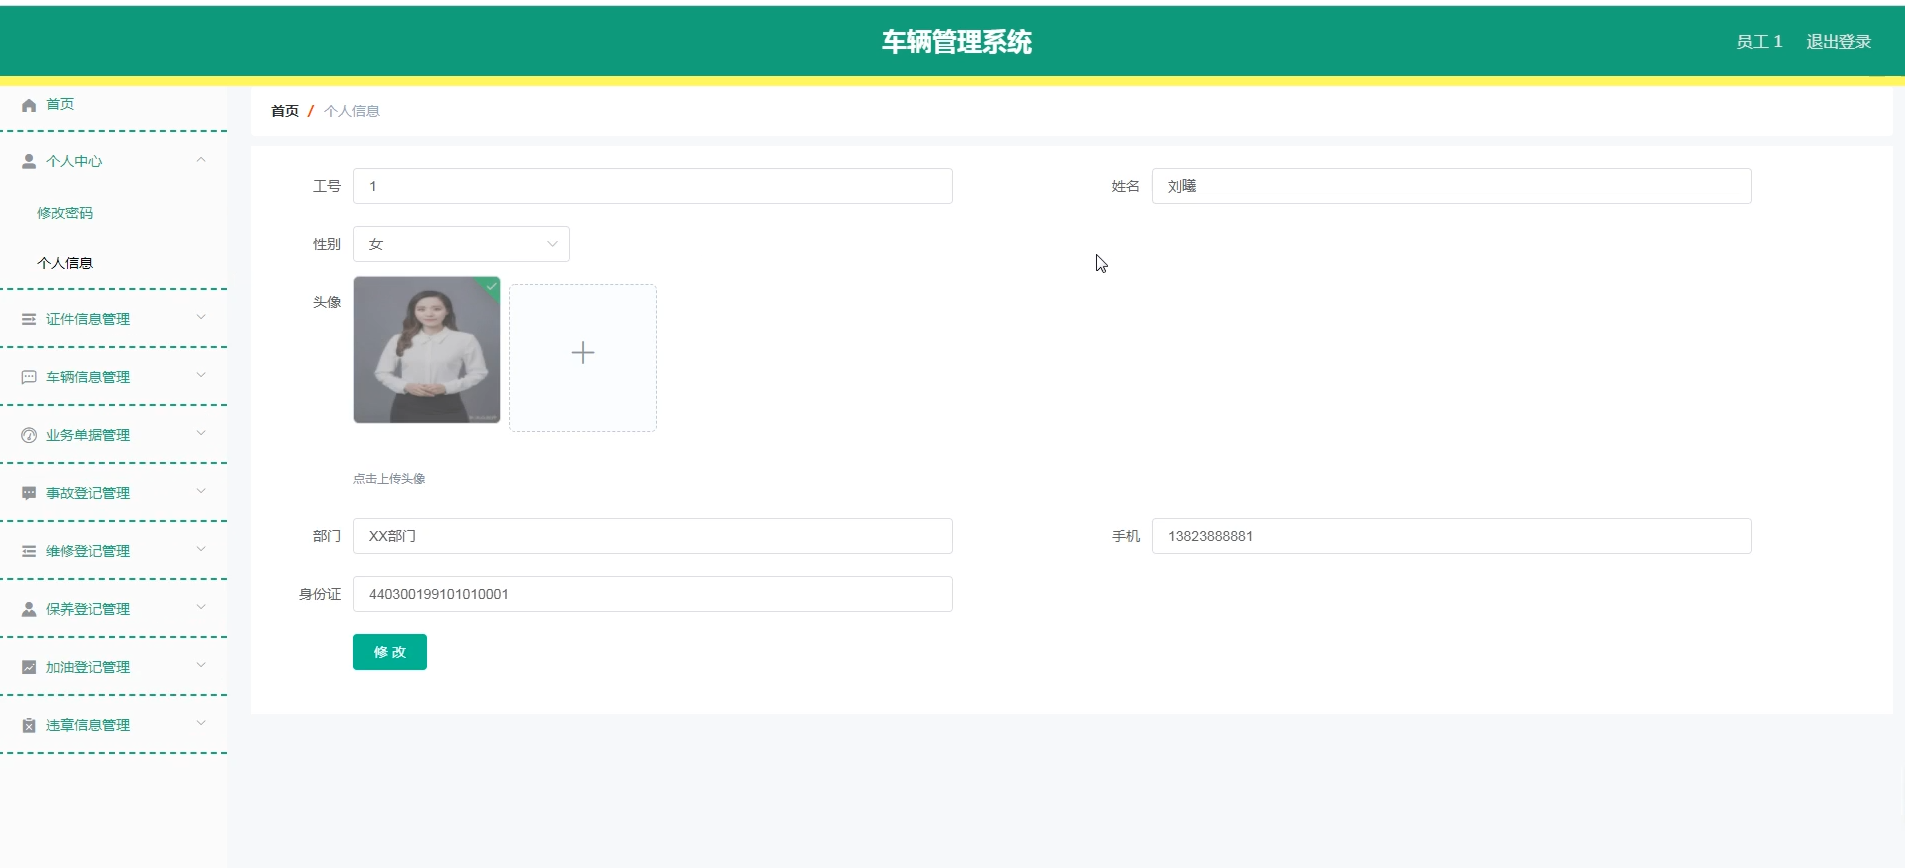 车辆管理系统
员工 1
退出登录
首页
个人中心
修改密码
个人信息
证件信息管理
车辆信息管理
业务单据管理
事故登记管理
维修登记管理
保养登记管理
加油登记管理
违章信息管理
首页 / 个人信息
工号 1
姓名 刘曦
性别 女
头像
点击上传头像
部门 XX部门
手机 13823888881
身份证 440300199101010001
修 改